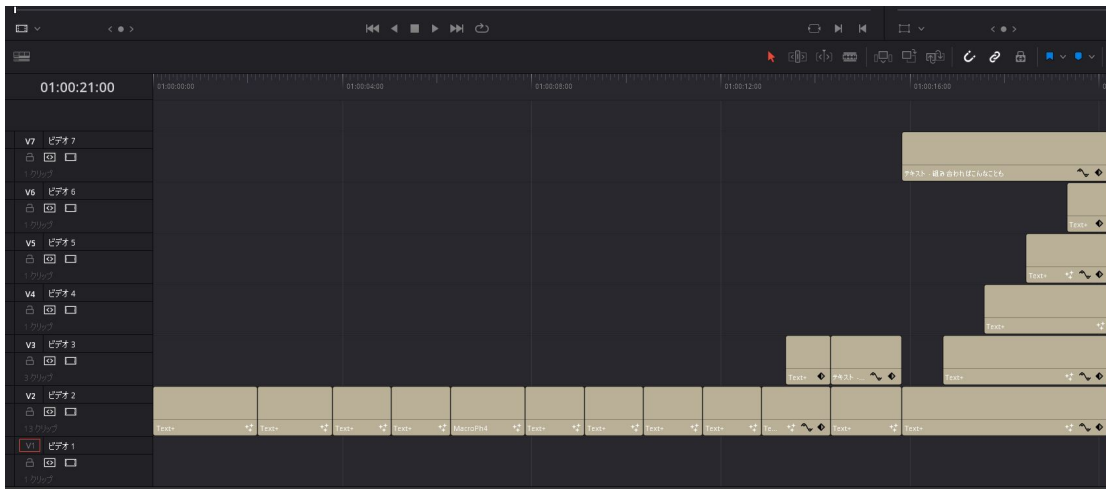 01:00:21:00
01:00:00:00 01:00:04:00 01:00:08:00 01:00:12:00 01:00:16:00
V7 ビデオ 7
1 クリップ
テキスト - 組み合わればこんなことも
V6 ビデオ 6
1 クリップ
Text+
V5 ビデオ 5
1 クリップ
Text+
V4 ビデオ 4
1 クリップ
Text+
V3 ビデオ 3
3 クリップ
Text+ テキスト - ... Text+
V2 ビデオ 2
13 クリップ
Text+ Text+ Text+ Text+ MacroPh4 Text+ Text+ Text+ Text+ Te... Text+ Text+
V1 ビデオ 1
1 クリップ